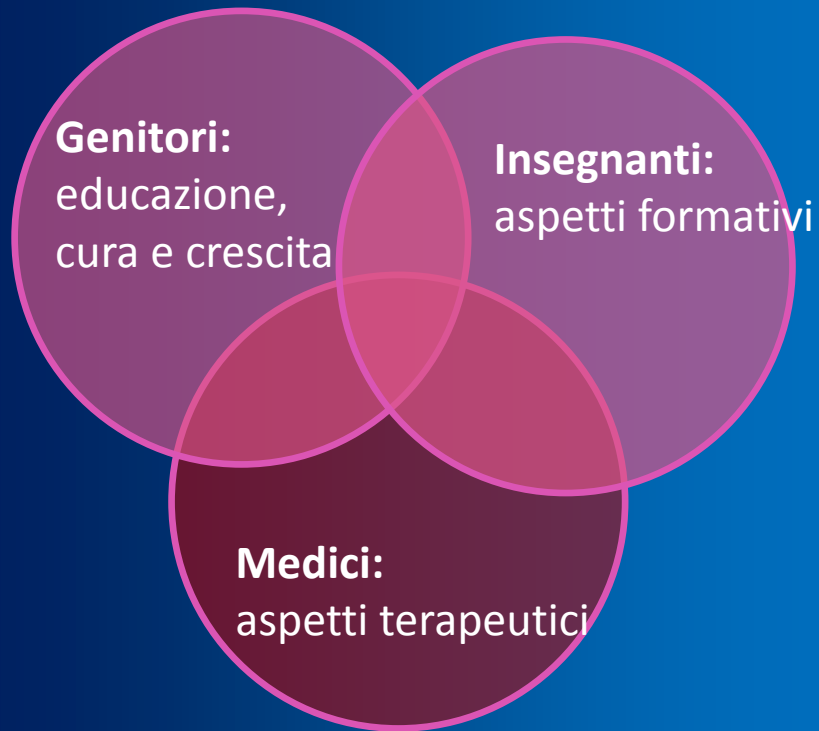 Genitori:
educazione,
cura e crescita
Insegnanti:
aspetti formativi
Medici:
aspetti terapeutici